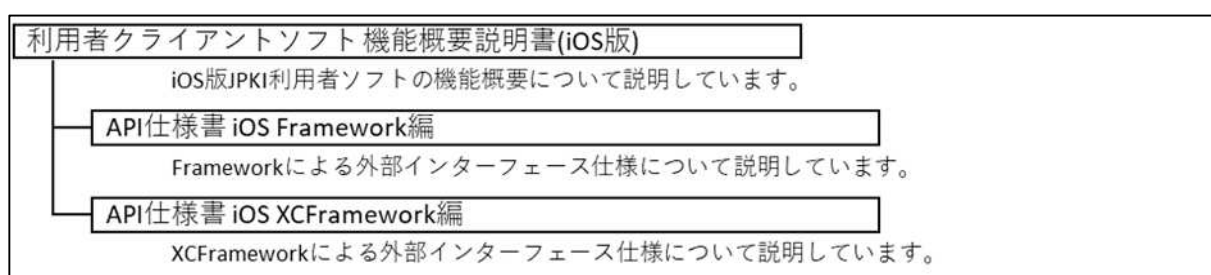 利用者クライアントソフト機能概要説明書(iOS版)
iOS版JPKI利用者ソフトの機能概要について説明しています。
API仕様書 iOS Framework編
Frameworkによる外部インターフェース仕様について説明しています。
API仕様書 iOS XCFramework編
XCFrameworkによる外部インターフェース仕様について説明しています。